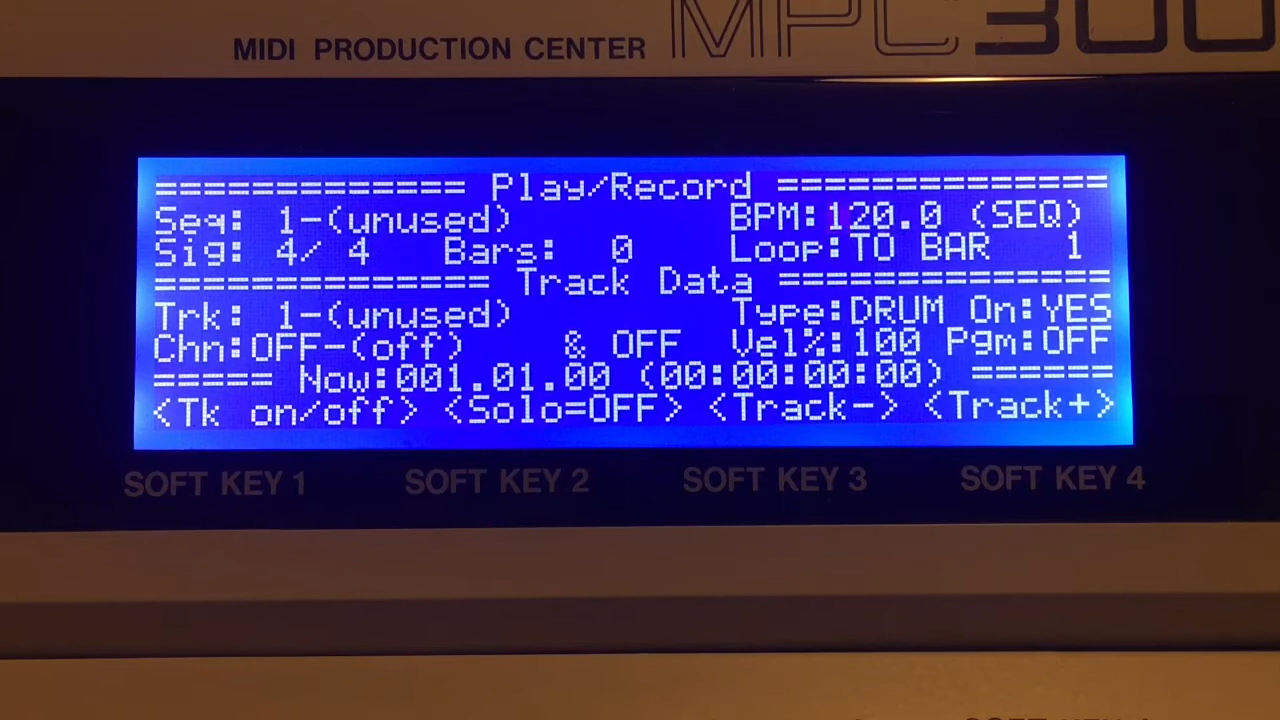 MIDI PRODUCTION CENTER MPC300
============= Play/Record ==============
Seq: 1-(unused) BPM:120.0 (SEQ)
Sig: 4/ 4 Bars: 0 Loop:TO BAR 1
============== Track Data ==============
Trk: 1-(unused) Type:DRUM On:YES
Chn:OFF-(off) & OFF Vel%:100 Pgm:OFF
===== Now:001.01.00 (00:00:00:00) ======
<Tk on/off> <Solo=OFF> <Track-> <Track+>
SOFT KEY 1 SOFT KEY 2 SOFT KEY 3 SOFT KEY 4